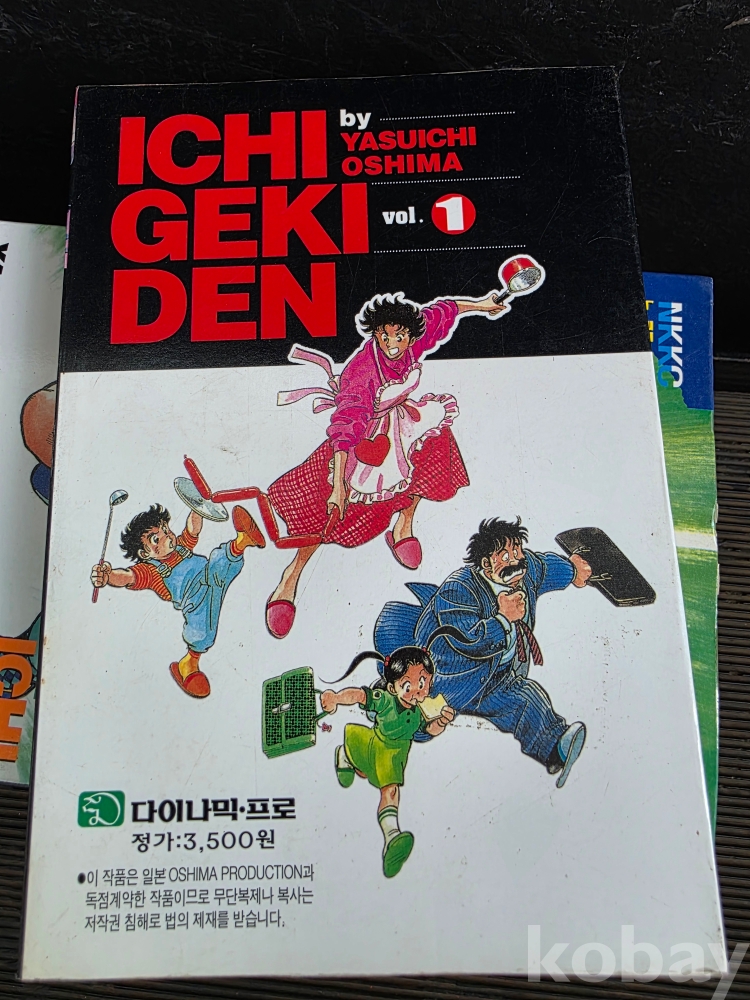 ICHI
GEKI
DEN
by
YASUICHI
OSHIMA
vol. 1
NKKC
ICHI
다이나믹·프로
정가:3,500원
●이 작품은 일본 OSHIMA PRODUCTION과
독점계약한 작품이므로 무단복제나 복사는
저작권 침해로 법의 제재를 받습니다.
kobay